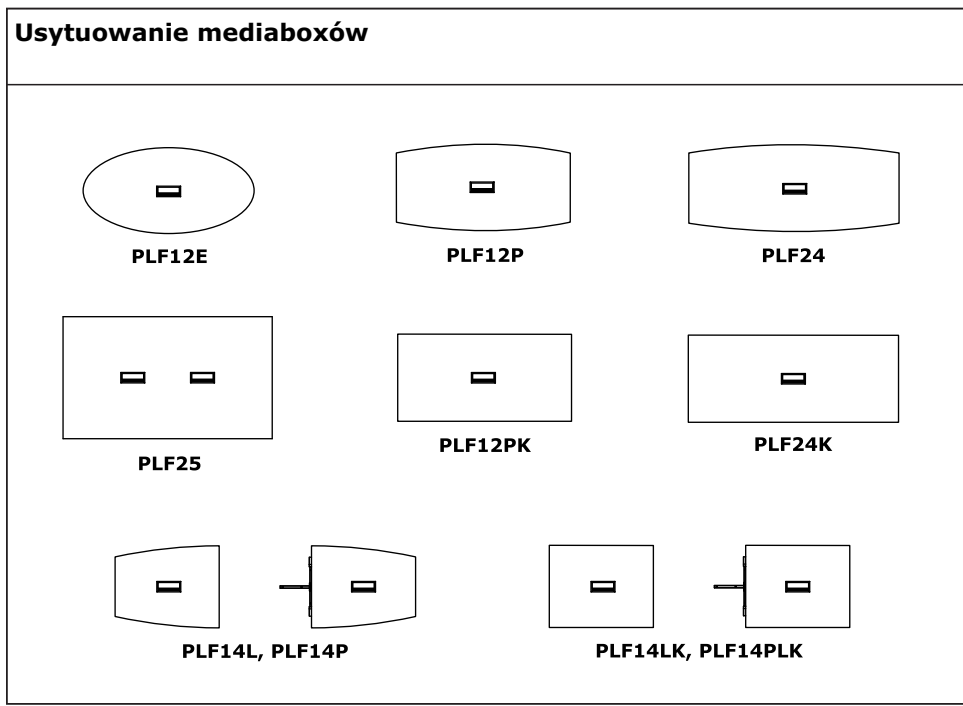 Usytuowanie mediaboxów
PLF12E
PLF12P
PLF24
PLF25
PLF12PK
PLF24K
PLF14L, PLF14P
PLF14LK, PLF14PLK